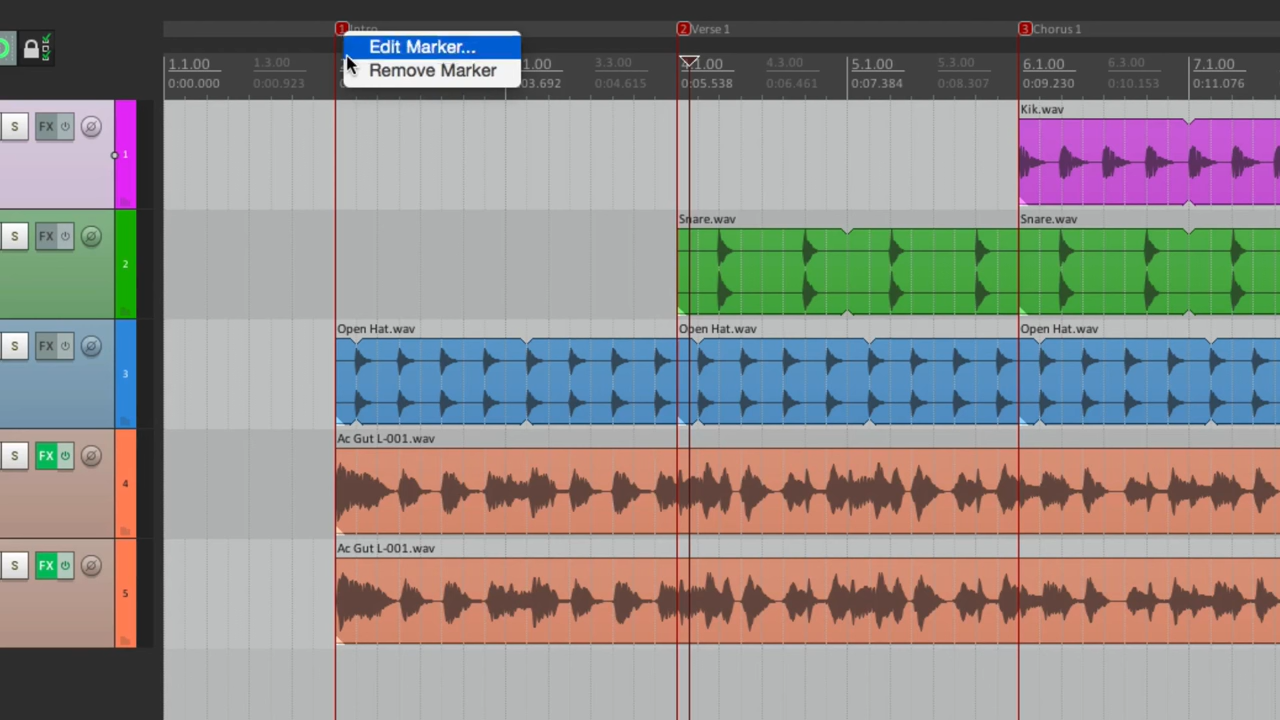 1 Intro
2 Verse 1
3 Chorus 1
Edit Marker...
Remove Marker
1.1.00 1.3.00 1.00 3.3.00 1.00 4.3.00 5.1.00 5.3.00 6.1.00 6.3.00 7.1.00
0:00.000 0:00.923 03.692 0:04.615 0:05.538 0:06.461 0:07.384 0:08.307 0:09.230 0:10.153 0:11.076
Kik.wav
S FX 1
Snare.wav Snare.wav
S FX 2
Open Hat.wav Open Hat.wav Open Hat.wav
S FX 3
Ac Gut L-001.wav
S FX 4
Ac Gut L-001.wav
S FX 5